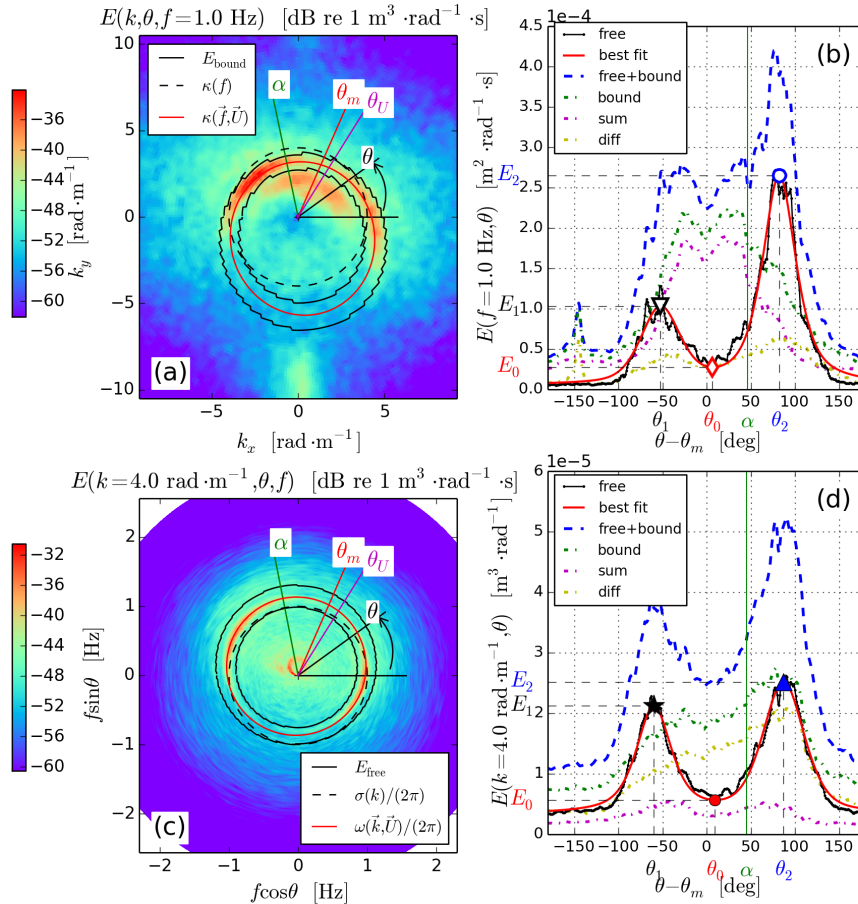 E(k,θ,f=1.0 Hz) [dB re 1 m³·rad⁻¹·s]
E_bound
κ(f)
κ(f⃗,U⃗)
α
θ_m
θ_U
θ
10
5
0
−5
−10
−5
0
5
k_x [rad·m⁻¹]
k_y [rad·m⁻¹]
−36
−40
−44
−48
−52
−56
−60
(a)
1e−4
(b)
free
best fit
free+bound
bound
sum
diff
4.5
4.0
3.5
3.0
E₂
2.5
2.0
1.5
E₁
1.0
0.5
E₀
0.0
E(f=1.0 Hz,θ) [m²·rad⁻¹·s]
−150
−100
−50
0
50
100
150
θ₁
θ₀
α
θ₂
θ−θ_m [deg]
E(k=4.0 rad·m⁻¹,θ,f) [dB re 1 m³·rad⁻¹·s]
α
θ_m
θ_U
θ
2
1
0
−1
−2
f sinθ [Hz]
−2
−1
0
1
2
f cosθ [Hz]
−32
−36
−40
−44
−48
−52
−56
−60
E_free
σ(k)/(2π)
ω(k⃗,U⃗)/(2π)
(c)
1e−5
(d)
free
best fit
free+bound
bound
sum
diff
6
5
4
3
E₂
E₁
2
1
E₀
0
E(k=4.0 rad·m⁻¹,θ) [m³·rad⁻¹]
−150
−100
−50
0
50
100
150
θ₁
θ₀
α
θ₂
θ−θ_m [deg]